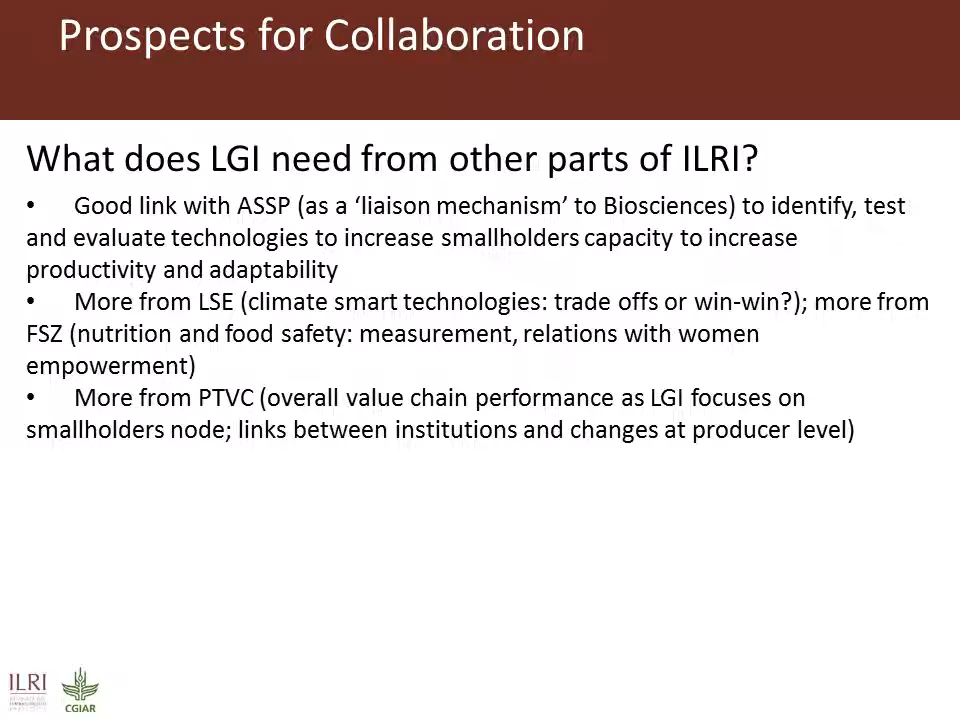 Prospects for Collaboration
What does LGI need from other parts of ILRI?
• Good link with ASSP (as a ‘liaison mechanism’ to Biosciences) to identify, test
and evaluate technologies to increase smallholders capacity to increase
productivity and adaptability
• More from LSE (climate smart technologies: trade offs or win-win?); more from
FSZ (nutrition and food safety: measurement, relations with women
empowerment)
• More from PTVC (overall value chain performance as LGI focuses on
smallholders node; links between institutions and changes at producer level)
ILRI
CGIAR